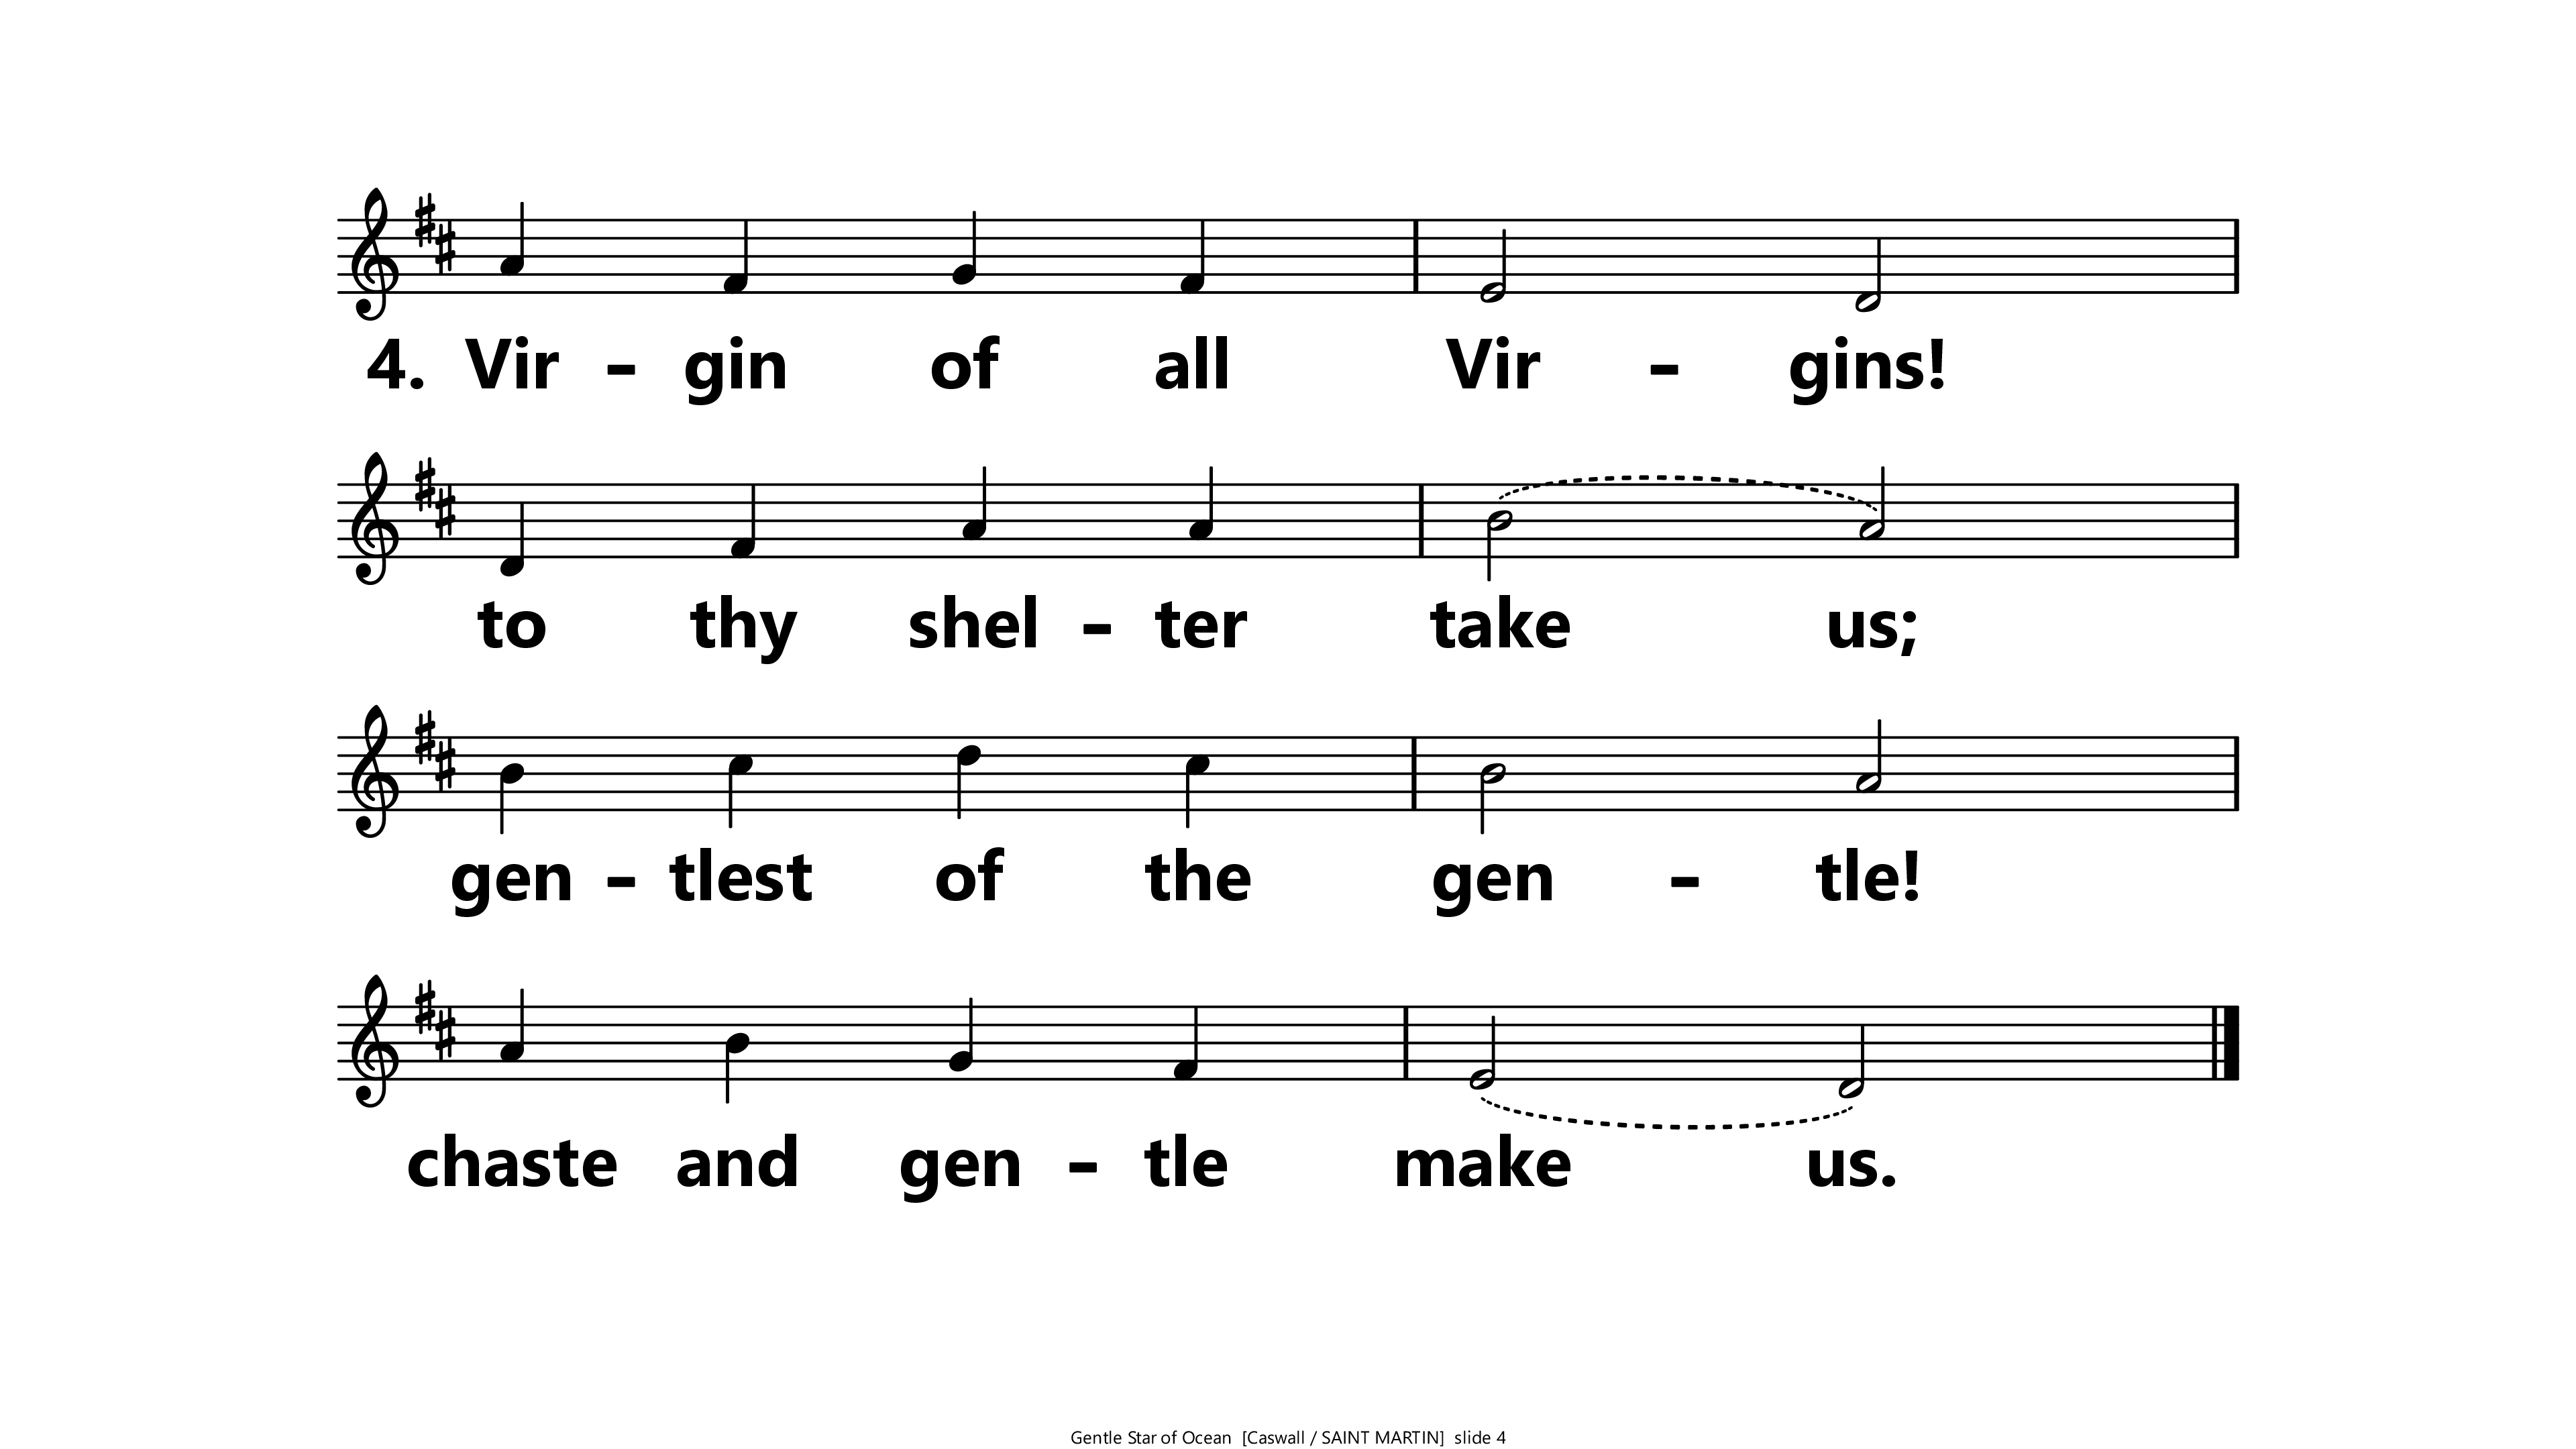 4. Vir - gin of all Vir - gins!
to thy shel - ter take us;
gen - tlest of the gen - tle!
chaste and gen - tle make us.
Gentle Star of Ocean [Caswall / SAINT MARTIN] slide 4